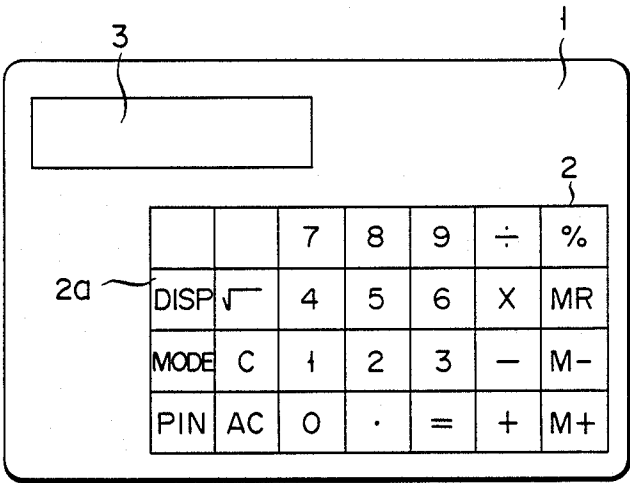 3 1
2
7 8 9 ÷ %
2a DISP √ 4 5 6 X MR
MODE C 1 2 3 − M−
PIN AC 0 · = + M+